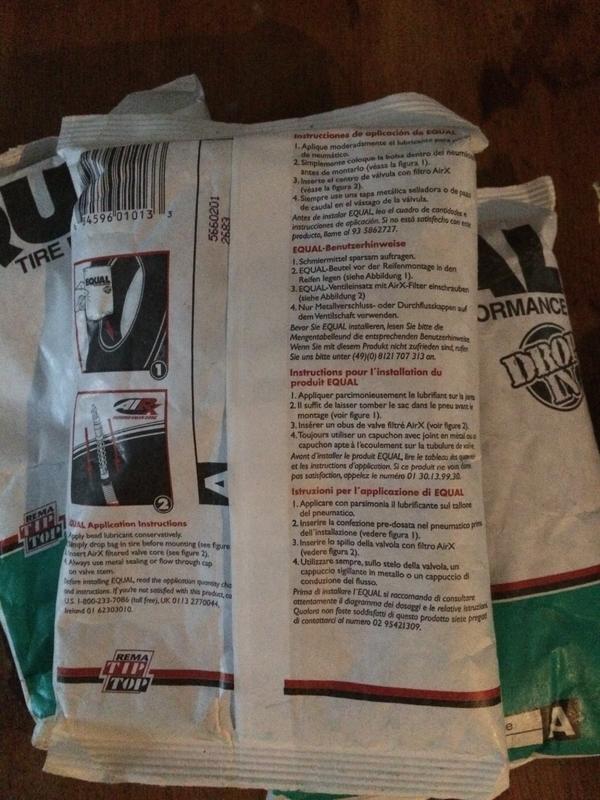 TIRE
4596 01013 3
5660201
2683
EQUAL
1
AiR
2
EQUAL Application Instructions
Apply bead lubricant conservatively.
Simply drop bag in tire before mounting (see figure
Insert AirX filtered valve core (see figure 2).
Always use metal sealing or flow through cap
on valve stem.
Before installing EQUAL, read the application quantity
and instructions. If you're not satisfied with this product,
U.S. 1-800-233-7086 (toll free), UK 0113 2770044,
Ireland 01 62303010.
REMA
TIP
TOP
Instrucciones de aplicación de EQUAL
1. Aplique moderadamente el lubricante
de neumático.
2. Simplemente coloque la bolsa dentro del neumático
antes de montarlo (véase la figura 1).
3. Inserte el centro de válvula con filtro AirX
(véase la figura 2).
4. Siempre use una tapa metálica selladora o de paso
de caudal en el vástago de la válvula.
Antes de instalar EQUAL, lea el cuadro de cantidades e
instrucciones de aplicación. Si no está satisfecho con este
producto, llame al 93 5862727.
EQUAL-Benutzerhinweise
1. Schmiermittel sparsam auftragen.
2. EQUAL-Beutel vor der Reifenmontage in den
Reifen legen (siehe Abbildung 1).
3. EQUAL-Ventileinsatz mit AirX-Filter einschrauben
(siehe Abbildung 2)
4. Nur Metallverschluss- oder Durchflusskappen auf
dem Ventilschaft verwenden.
Bevor Sie EQUAL installieren, lesen Sie bitte die
Mengentabelleund die entsprechenden Benutzerhinweise.
Wenn Sie mit diesem Produkt nicht zufrieden sind, rufen
Sie uns bitte unter (49)(0) 8121 707 313 an.
Instructions pour l'installation du
produit EQUAL
1. Appliquer parcimonieusement le lubrifiant sur la jante
2. Il suffit de laisser tomber le sac dans le pneu avant le
montage (voir figure 1).
3. Insérer un obus de valve filtré AirX (voir figure 2).
4. Toujours utiliser un capuchon avec joint en métal ou
capuchon apte à l'écoulement sur la tubulure de valve.
Avant d'installer le produit EQUAL, lire le tableau des quantités
et les instructions d'application. Si ce produit ne vous donne
pas satisfaction, appelez le numéro 01 30.13.99.30.
Istruzioni per l'applicazione di EQUAL
1. Applicare con parsimonia il lubrificante sul tallone
del pneumatico.
2. Inserire la confezione pre-dosata nel pneumatico prima
dell'installazione (vedere figura 1).
3. Inserire lo spillo della valvola con filtro AirX
(vedere figura 2).
4. Utilizzare sempre, sullo stelo della valvola, un
cappuccio sigillante in metallo o un cappuccio di
conduzione del flusso.
Prima di installare l'EQUAL si raccomanda di consultare
attentamente il diagramma dei dosaggi e le relative istruzioni.
Qualora non foste soddisfatti di questo prodotto siete pregati
di contattarci al numero 02 95421309.
REMA
TIP
TOP
AL
ORMANCE
DROP
IN
A